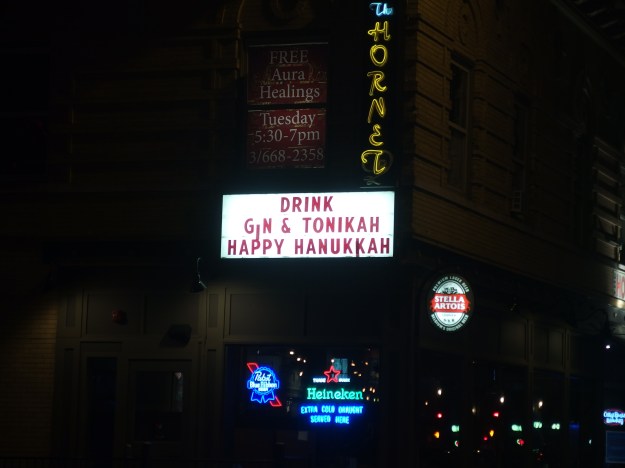 The
HORNET
FREE
Aura
Healings
Tuesday
5:30-7pm
3/668-2358
DRINK
GIN & TONIKAH
HAPPY HANUKKAH
STELLA
ARTOIS
Pabst
Blue Ribbon
Heineken
EXTRA COLD DRAUGHT
SERVED HERE